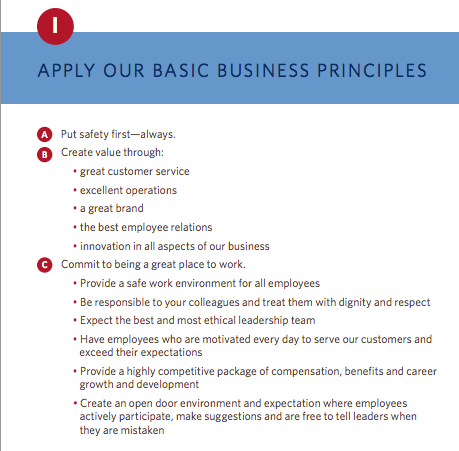 I
APPLY OUR BASIC BUSINESS PRINCIPLES
A Put safety first—always.
B Create value through:
• great customer service
• excellent operations
• a great brand
• the best employee relations
• innovation in all aspects of our business
C Commit to being a great place to work.
• Provide a safe work environment for all employees
• Be responsible to your colleagues and treat them with dignity and respect
• Expect the best and most ethical leadership team
• Have employees who are motivated every day to serve our customers and
exceed their expectations
• Provide a highly competitive package of compensation, benefits and career
growth and development
• Create an open door environment and expectation where employees
actively participate, make suggestions and are free to tell leaders when
they are mistaken